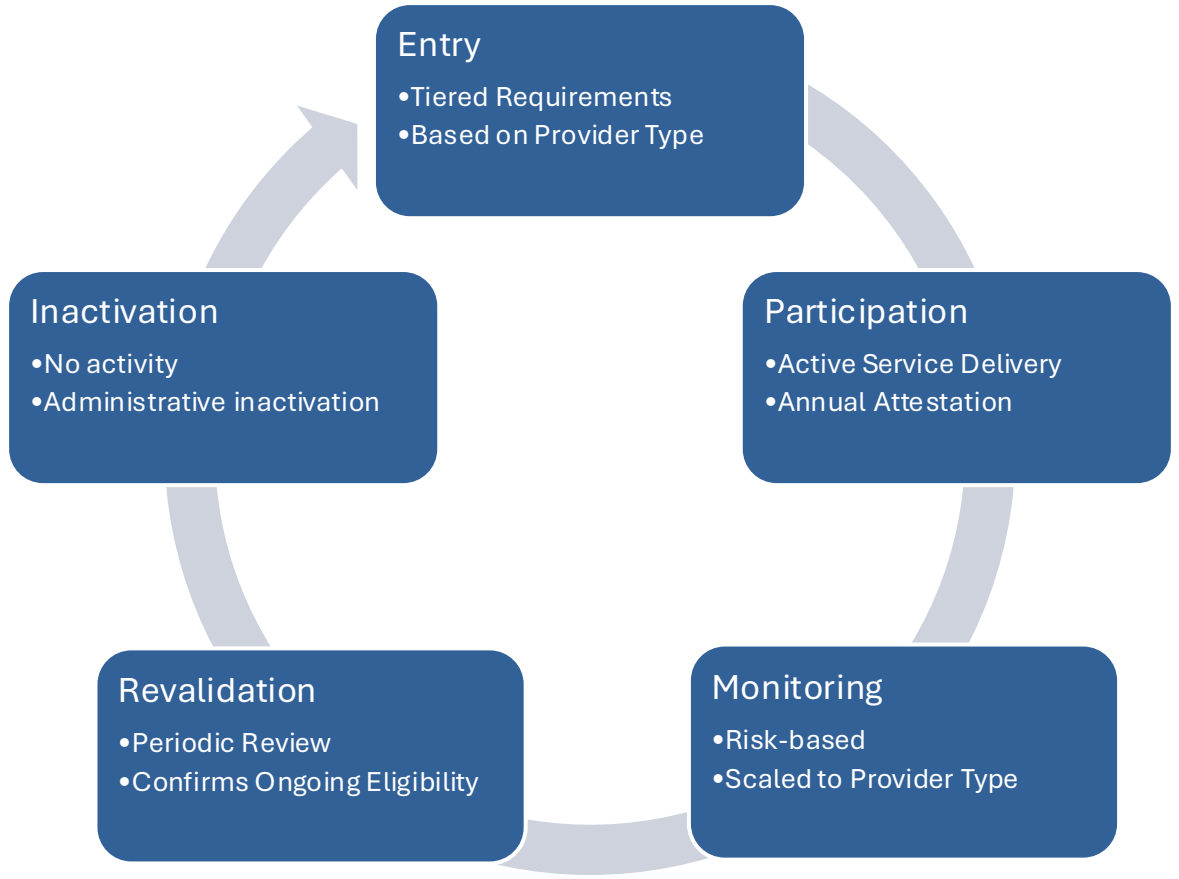 Entry
•Tiered Requirements
•Based on Provider Type
Participation
•Active Service Delivery
•Annual Attestation
Monitoring
•Risk-based
•Scaled to Provider Type
Revalidation
•Periodic Review
•Confirms Ongoing Eligibility
Inactivation
•No activity
•Administrative inactivation